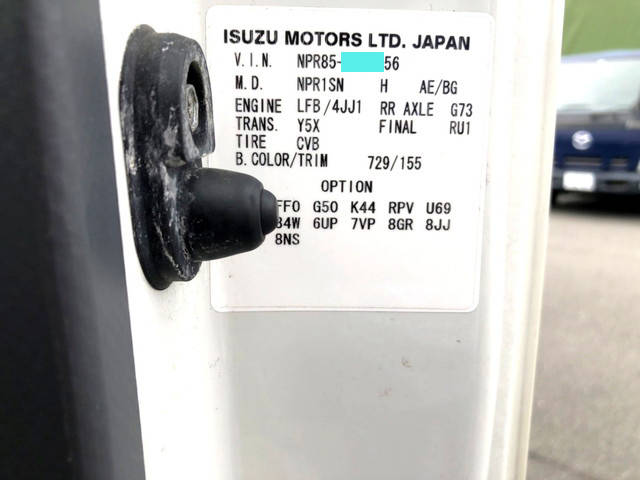 ISUZU MOTORS LTD. JAPAN
V.I.N. NPR85- 56
M.D. NPR1SN H AE/BG
ENGINE LFB/4JJ1 RR AXLE G73
TRANS. Y5X FINAL RU1
TIRE CVB
B.COLOR/TRIM 729/155
OPTION
FF0 G50 K44 RPV U69
34W 6UP 7VP 8GR 8JJ
8NS